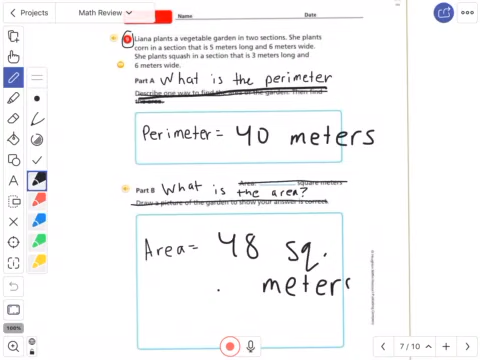 Projects
Math Review
Name
Date
Liana plants a vegetable garden in two sections. She plants
corn in a section that is 5 meters long and 6 meters wide.
She plants squash in a section that is 3 meters long and
6 meters wide.
Part A What is the perimeter
Describe one way to find the area of the garden. Then find
the area.
Perimeter = 40 meters
Area: square meters
Part B What is the area?
Draw a picture of the garden to show your answer is correct.
Area = 48 sq.
meters
100%
7 / 10